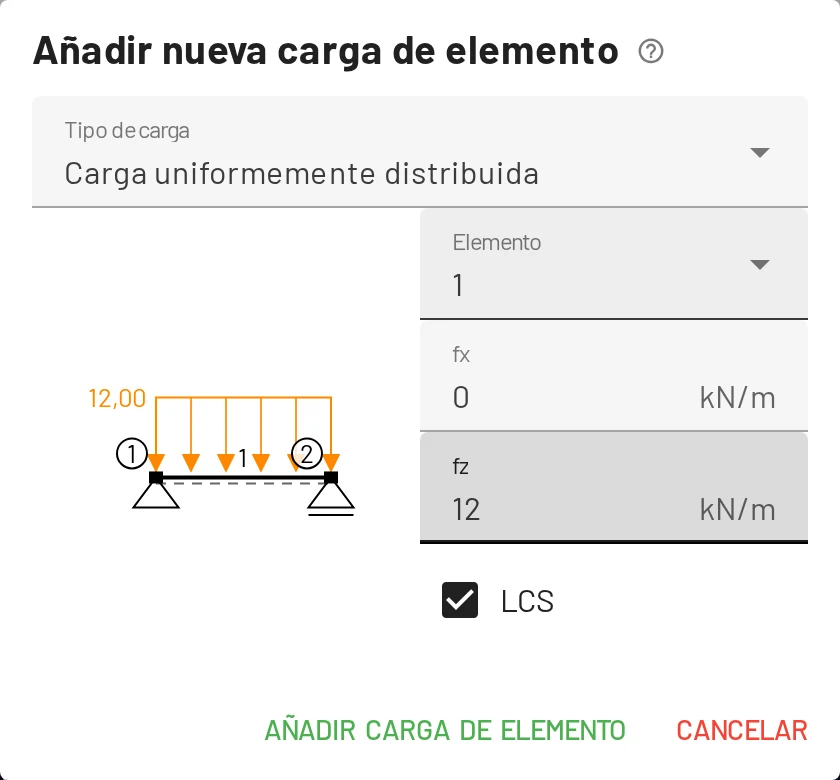 Añadir nueva carga de elemento ?
Tipo de carga
Carga uniformemente distribuida
Elemento
1
fx
0 kN/m
12,00
1 1 2
fz
12 kN/m
LCS
AÑADIR CARGA DE ELEMENTO CANCELAR